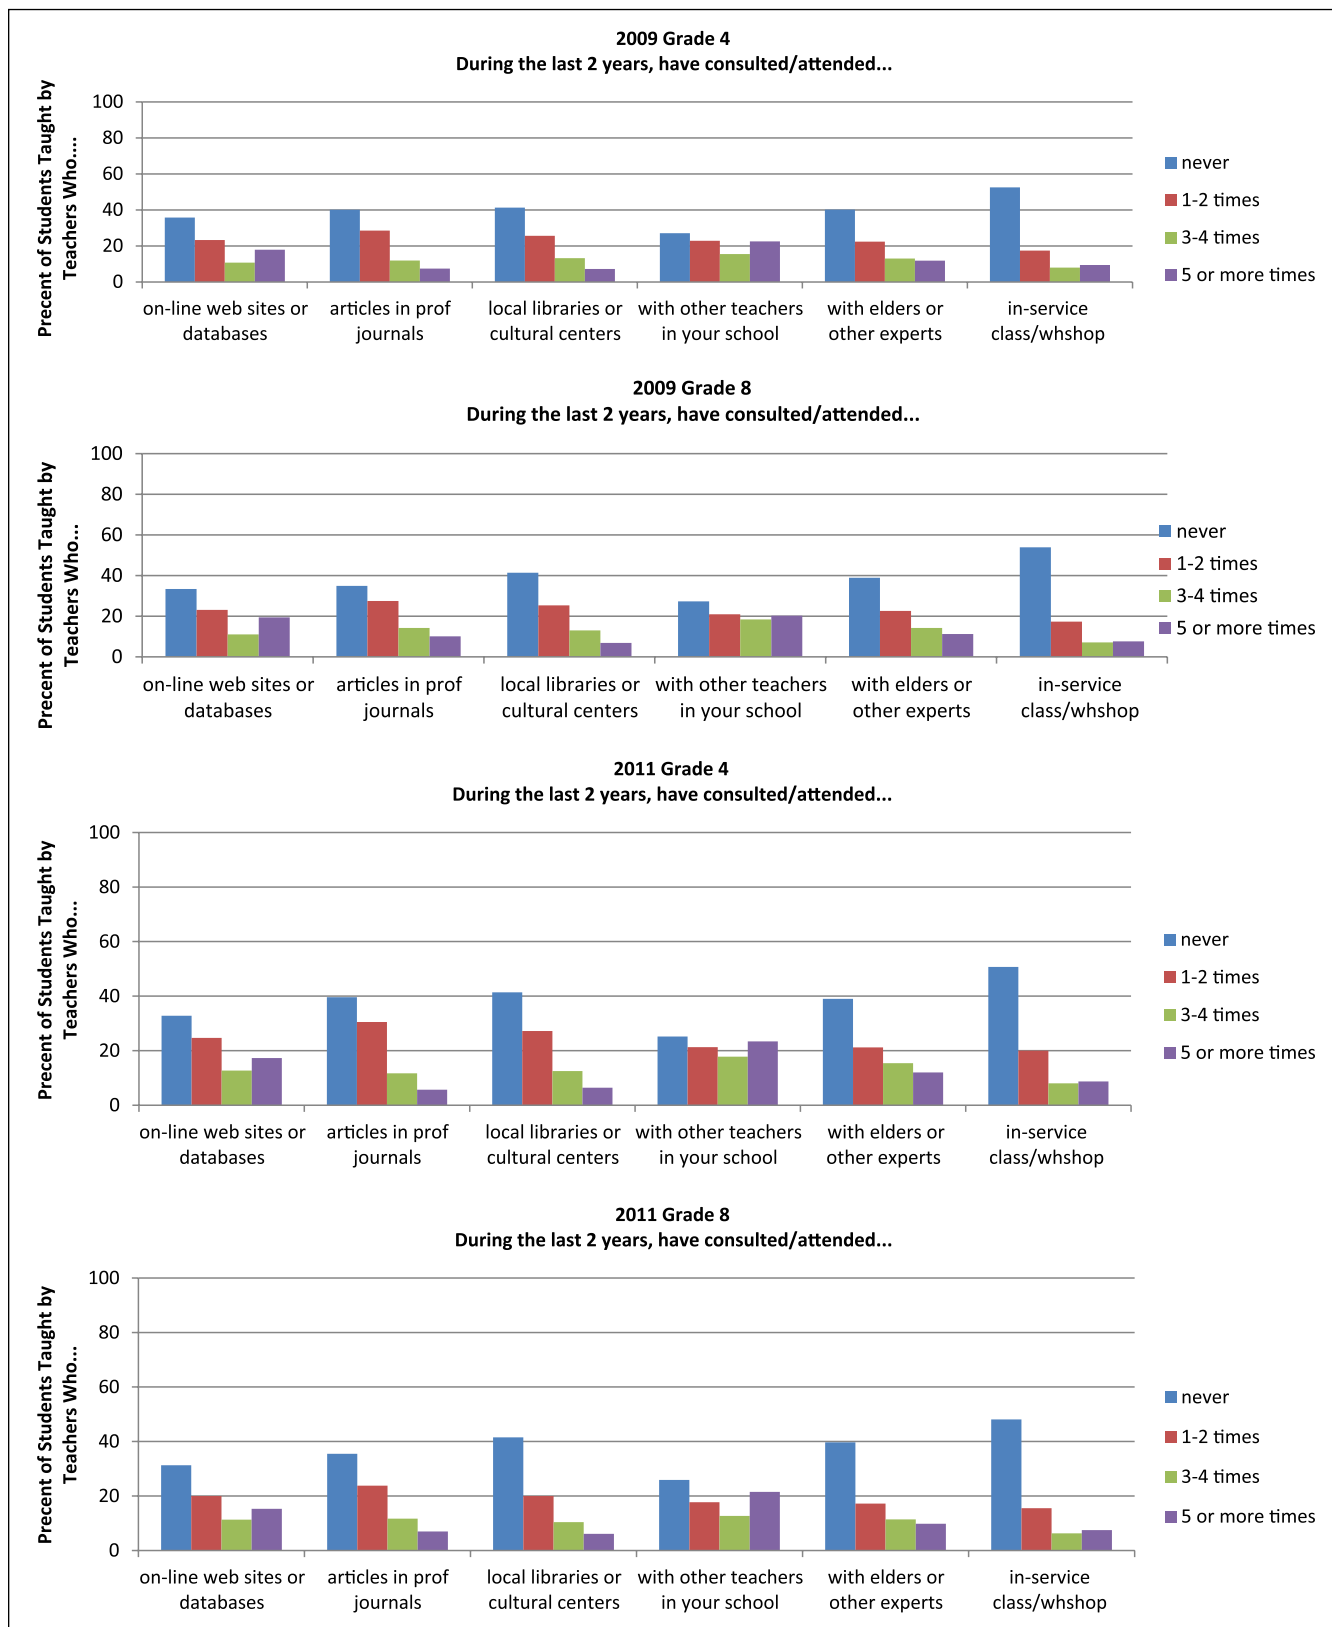 2009 Grade 4
During the last 2 years, have consulted/attended...
Precent of Students Taught by
Teachers Who....
100
80
60
40
20
0
on-line web sites or
databases
articles in prof
journals
local libraries or
cultural centers
with other teachers
in your school
with elders or
other experts
in-service
class/whshop
never
1-2 times
3-4 times
5 or more times
2009 Grade 8
During the last 2 years, have consulted/attended...
Precent of Students Taught by
Teachers Who...
100
80
60
40
20
0
on-line web sites or
databases
articles in prof
journals
local libraries or
cultural centers
with other teachers
in your school
with elders or
other experts
in-service
class/whshop
never
1-2 times
3-4 times
5 or more times
2011 Grade 4
During the last 2 years, have consulted/attended...
Precent of Students Taught by
Teachers Who...
100
80
60
40
20
0
on-line web sites or
databases
articles in prof
journals
local libraries or
cultural centers
with other teachers
in your school
with elders or
other experts
in-service
class/whshop
never
1-2 times
3-4 times
5 or more times
2011 Grade 8
During the last 2 years, have consulted/attended...
Precent of Students Taught by
Teachers Who...
100
80
60
40
20
0
on-line web sites or
databases
articles in prof
journals
local libraries or
cultural centers
with other teachers
in your school
with elders or
other experts
in-service
class/whshop
never
1-2 times
3-4 times
5 or more times